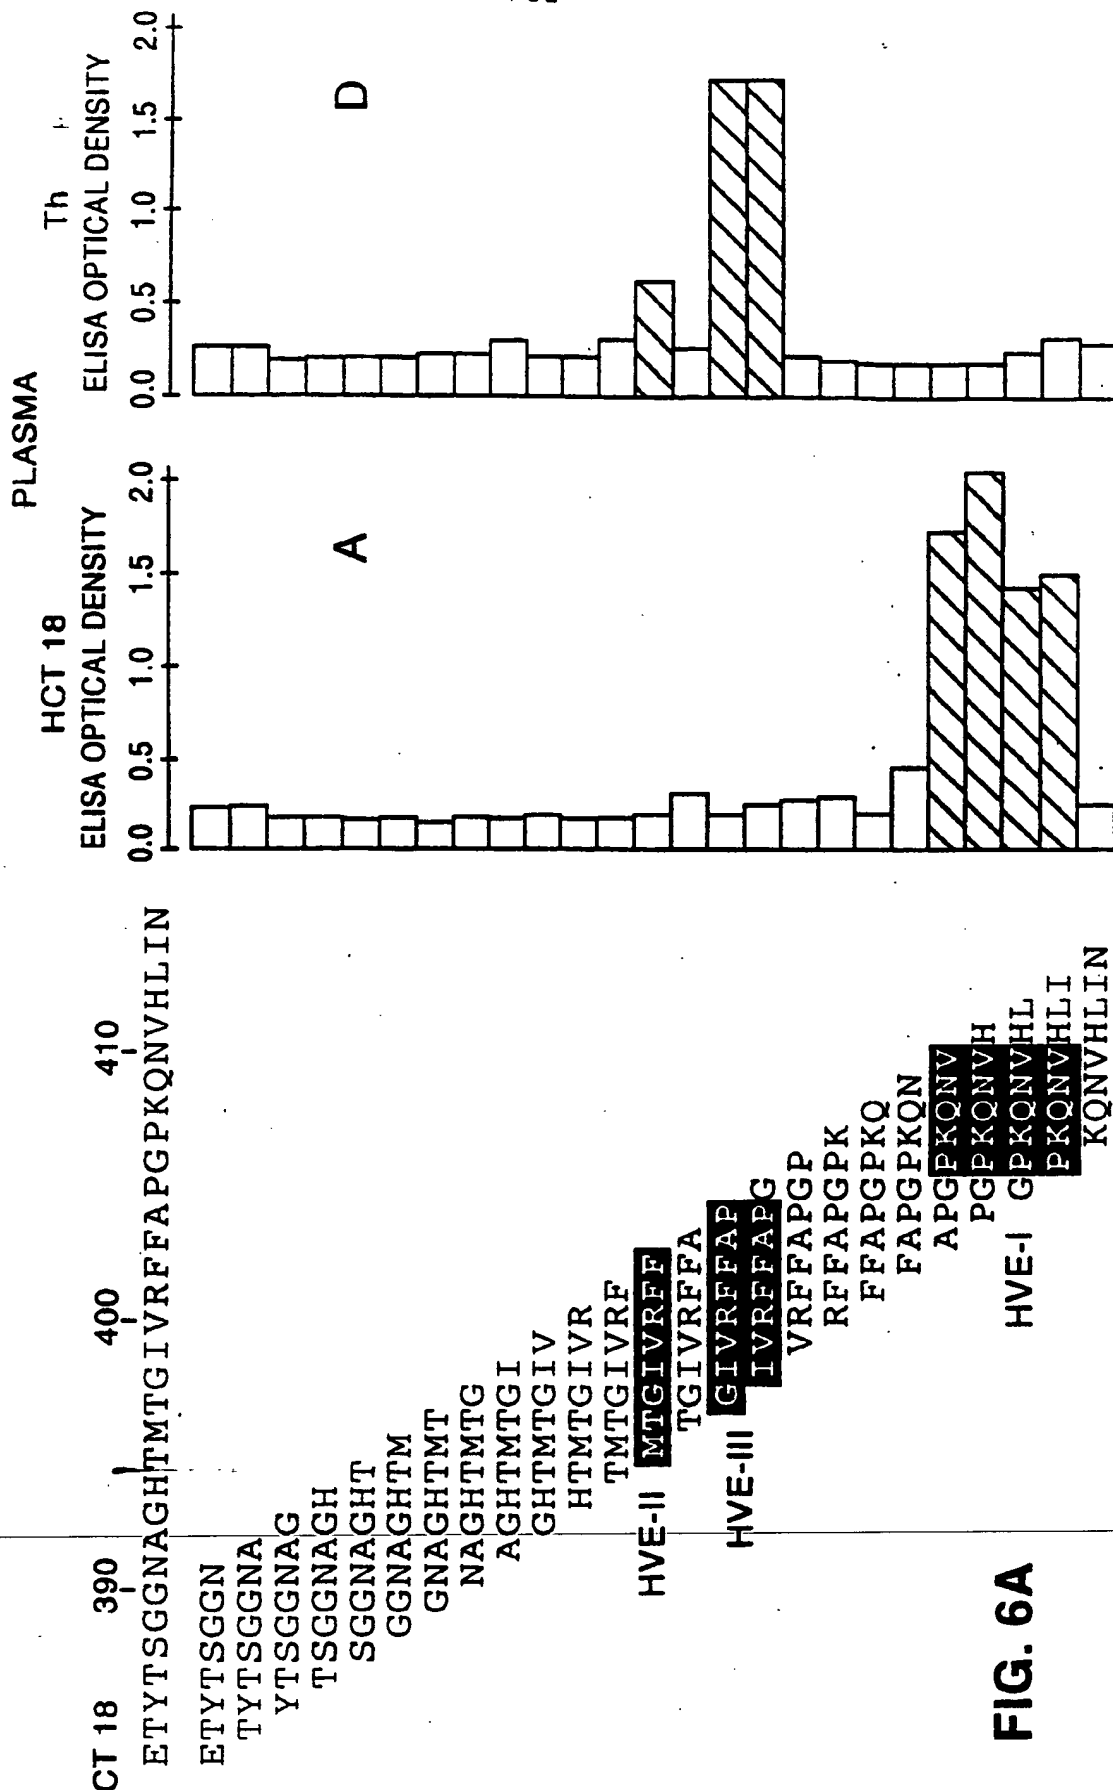 PLASMA
HCT 18
Th
ELISA OPTICAL DENSITY
ELISA OPTICAL DENSITY
0.0 0.5 1.0 1.5 2.0
0.0 0.5 1.0 1.5 2.0
CT 18
390 400 410
ETYTSGGNAGHTMTGIVRFFAPGPKQNVHLIN
ETYTSGGN
TYTSGGNA
YTSGGNAG
TSGGNAGH
SGGNAGHT
A
D
GGNAGHTM
GNAGHTMT
NAGHTMTG
AGHTMTGI
GHTMTGIV
HTMTGIVR
TMTGIVRF
HVE-II MTGIVRFF
TGIVRFFA
HVE-III GIVRFFAP
IVRFFAPG
VRFFAPGP
RFFAPGPK
FFAPGPKQ
FAPGPKQN
APGPKQNV
PGPKQNVH
HVE-I GPKQNVHL
PKQNVHLI
KQNVHLIN
FIG. 6A